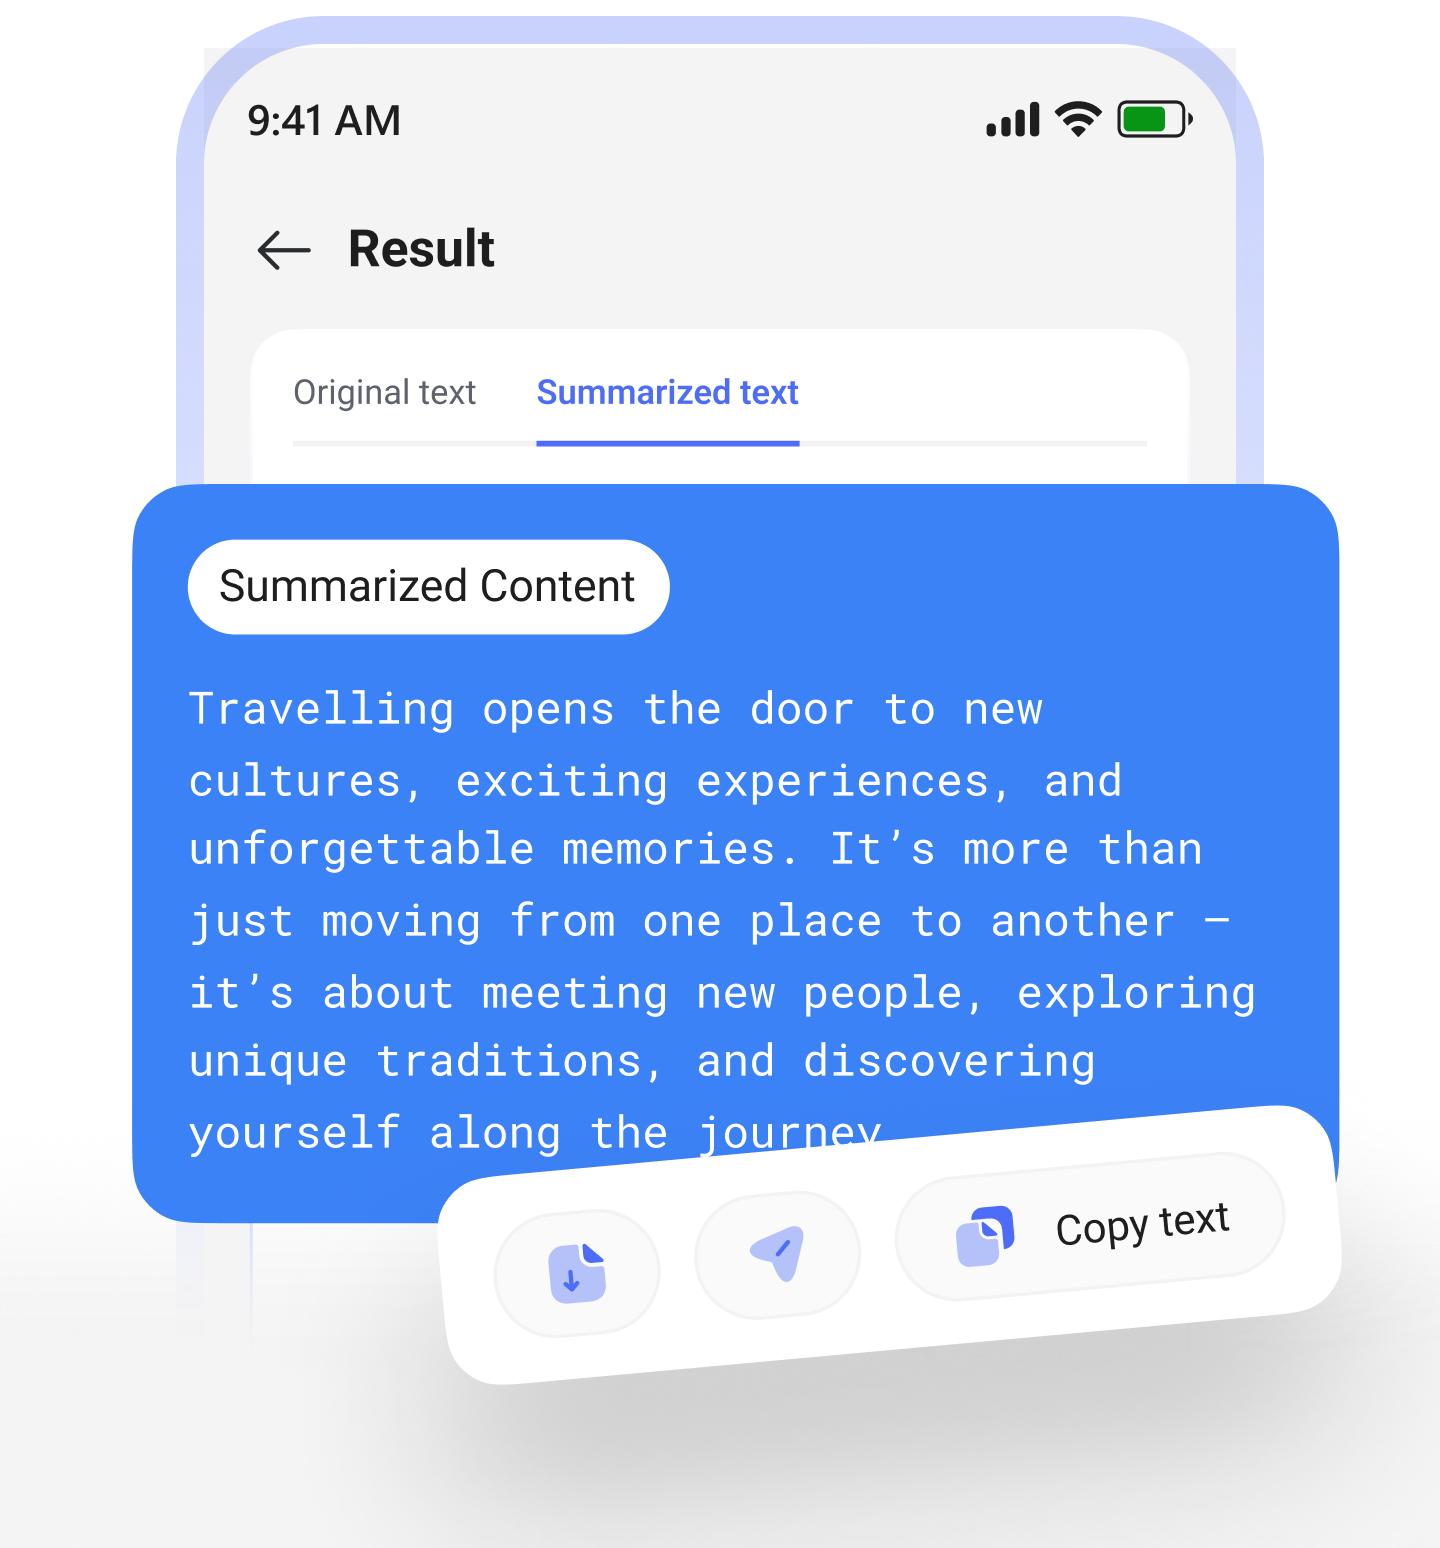 9:41 AM
Result
Original text
Summarized text
Summarized Content
Travelling opens the door to new
cultures, exciting experiences, and
unforgettable memories. It’s more than
just moving from one place to another –
it’s about meeting new people, exploring
unique traditions, and discovering
yourself along the journey
Copy text